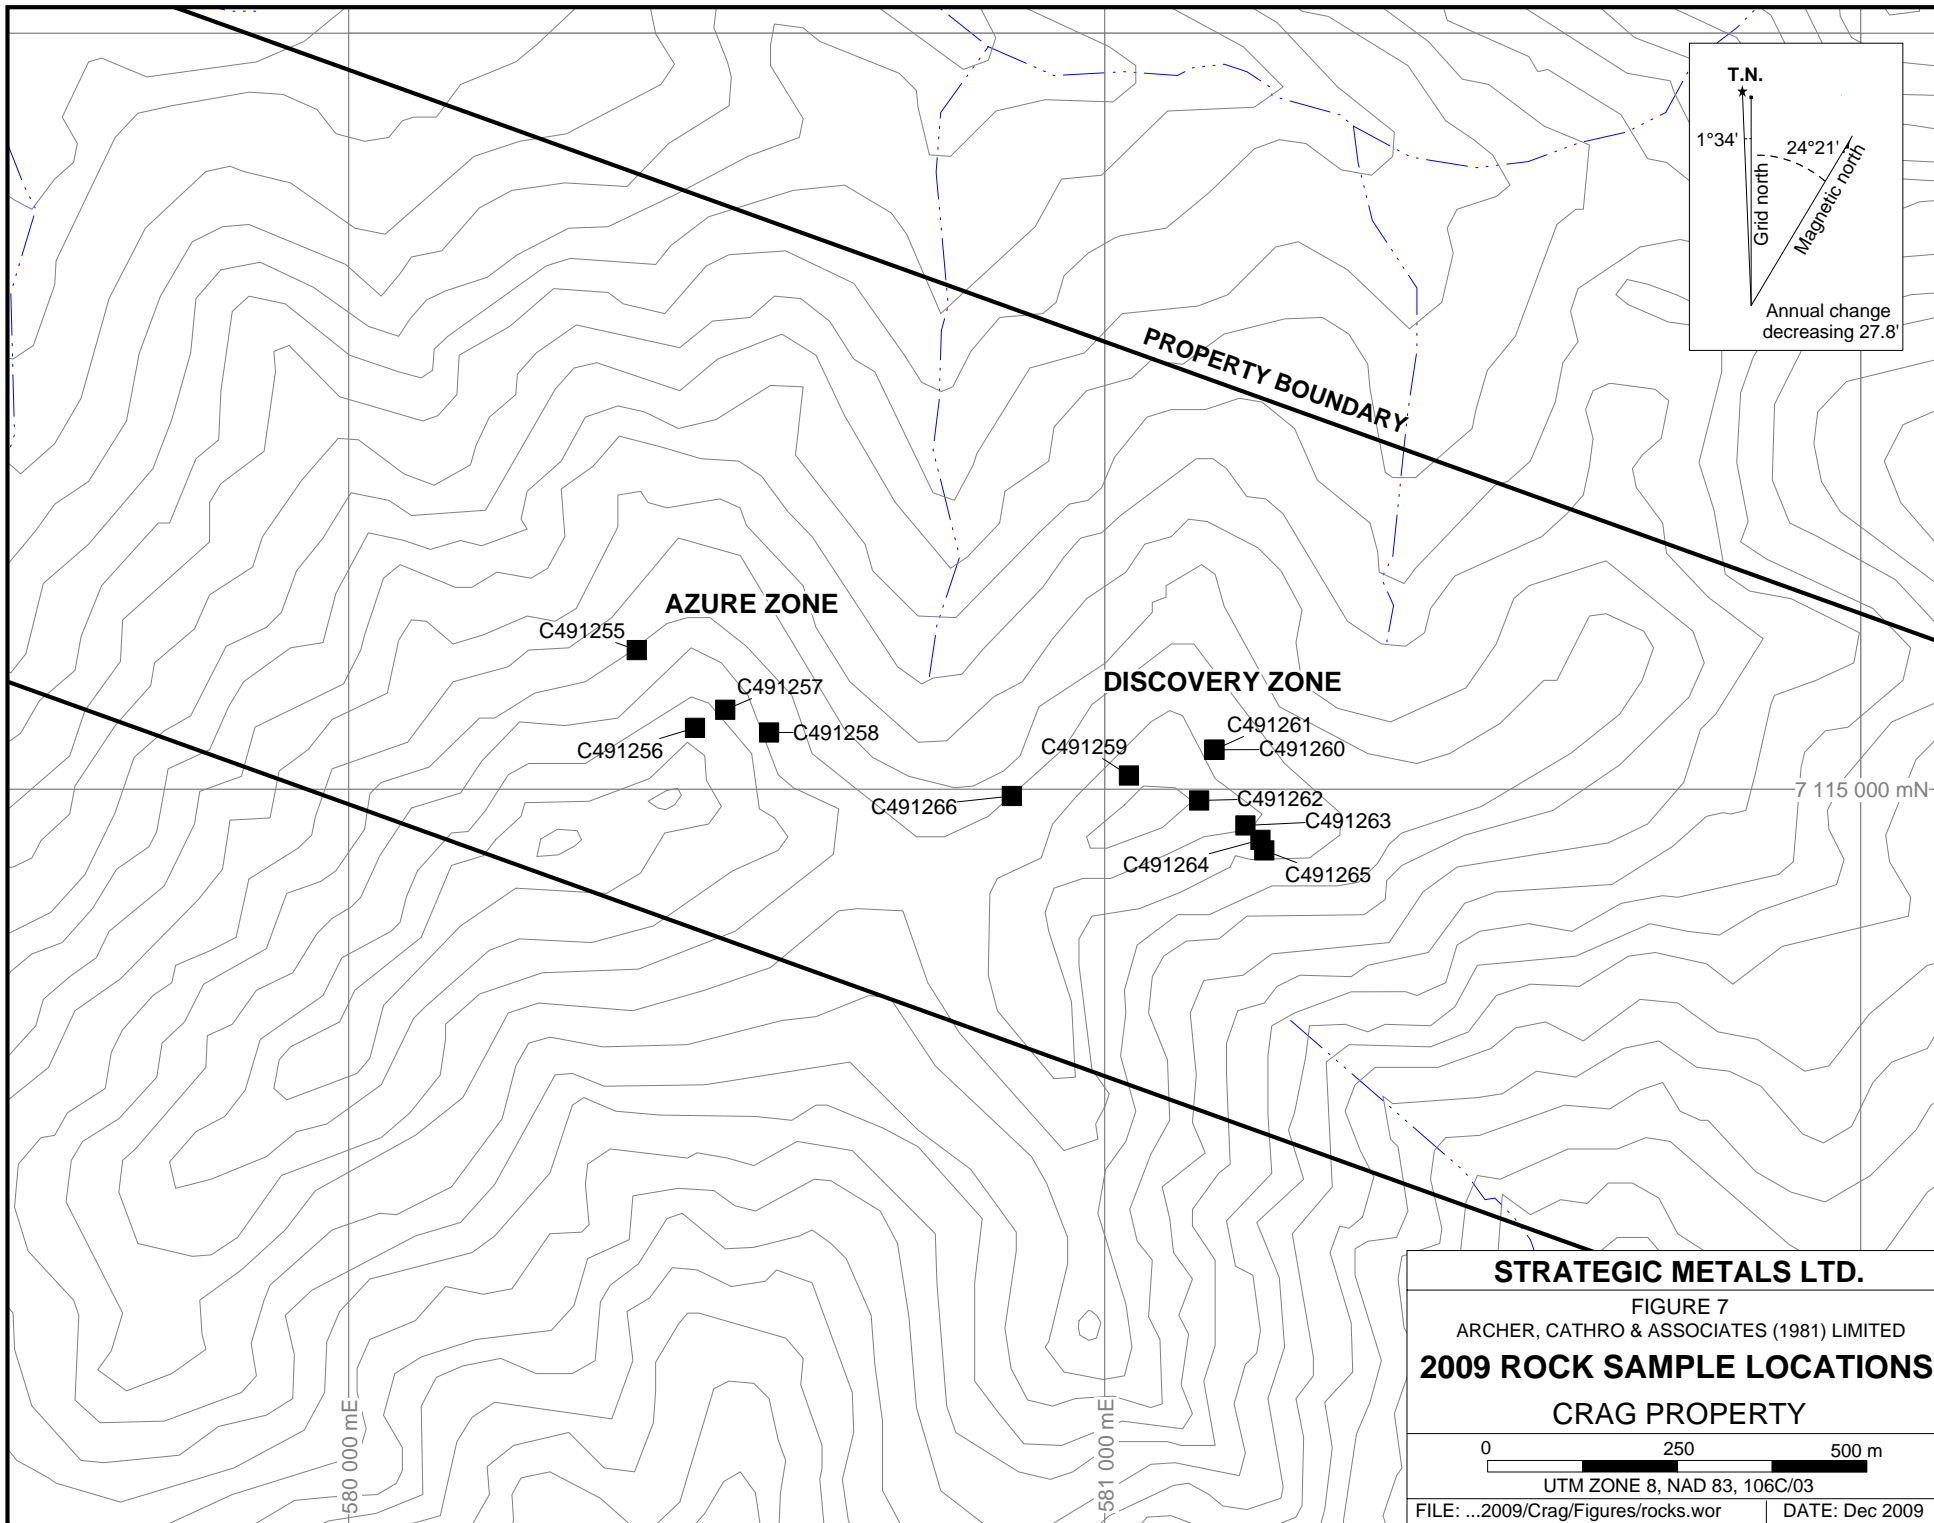 T.N.
1°34'
24°21'
Grid north
Magnetic north
Annual change
decreasing 27.8'
PROPERTY BOUNDARY
AZURE ZONE
C491255
C491257
C491256
C491258
DISCOVERY ZONE
C491261
C491260
C491259
C491266
C491262
C491263
C491264
C491265
7 115 000 mN
580 000 mE
581 000 mE
STRATEGIC METALS LTD.
FIGURE 7
ARCHER, CATHRO & ASSOCIATES (1981) LIMITED
2009 ROCK SAMPLE LOCATIONS
CRAG PROPERTY
0 250 500 m
UTM ZONE 8, NAD 83, 106C/03
FILE: ...2009/Crag/Figures/rocks.wor DATE: Dec 2009